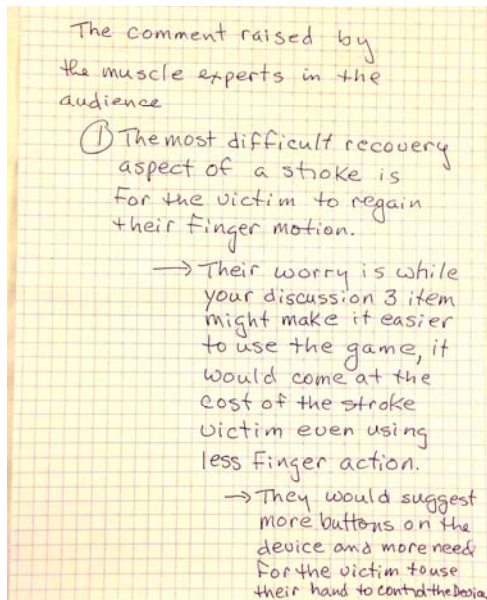 The comment raised by
the muscle experts in the
audience
① The most difficult recovery
aspect of a stroke is
For the victim to regain
their Finger motion.
→ Their worry is while
your discussion 3 item
might make it easier
to use the game, it
would come at the
cost of the stroke
victim even using
less Finger action.
→ They would suggest
more buttons on the
device and more need
For the victim to use
their hand to control the Device